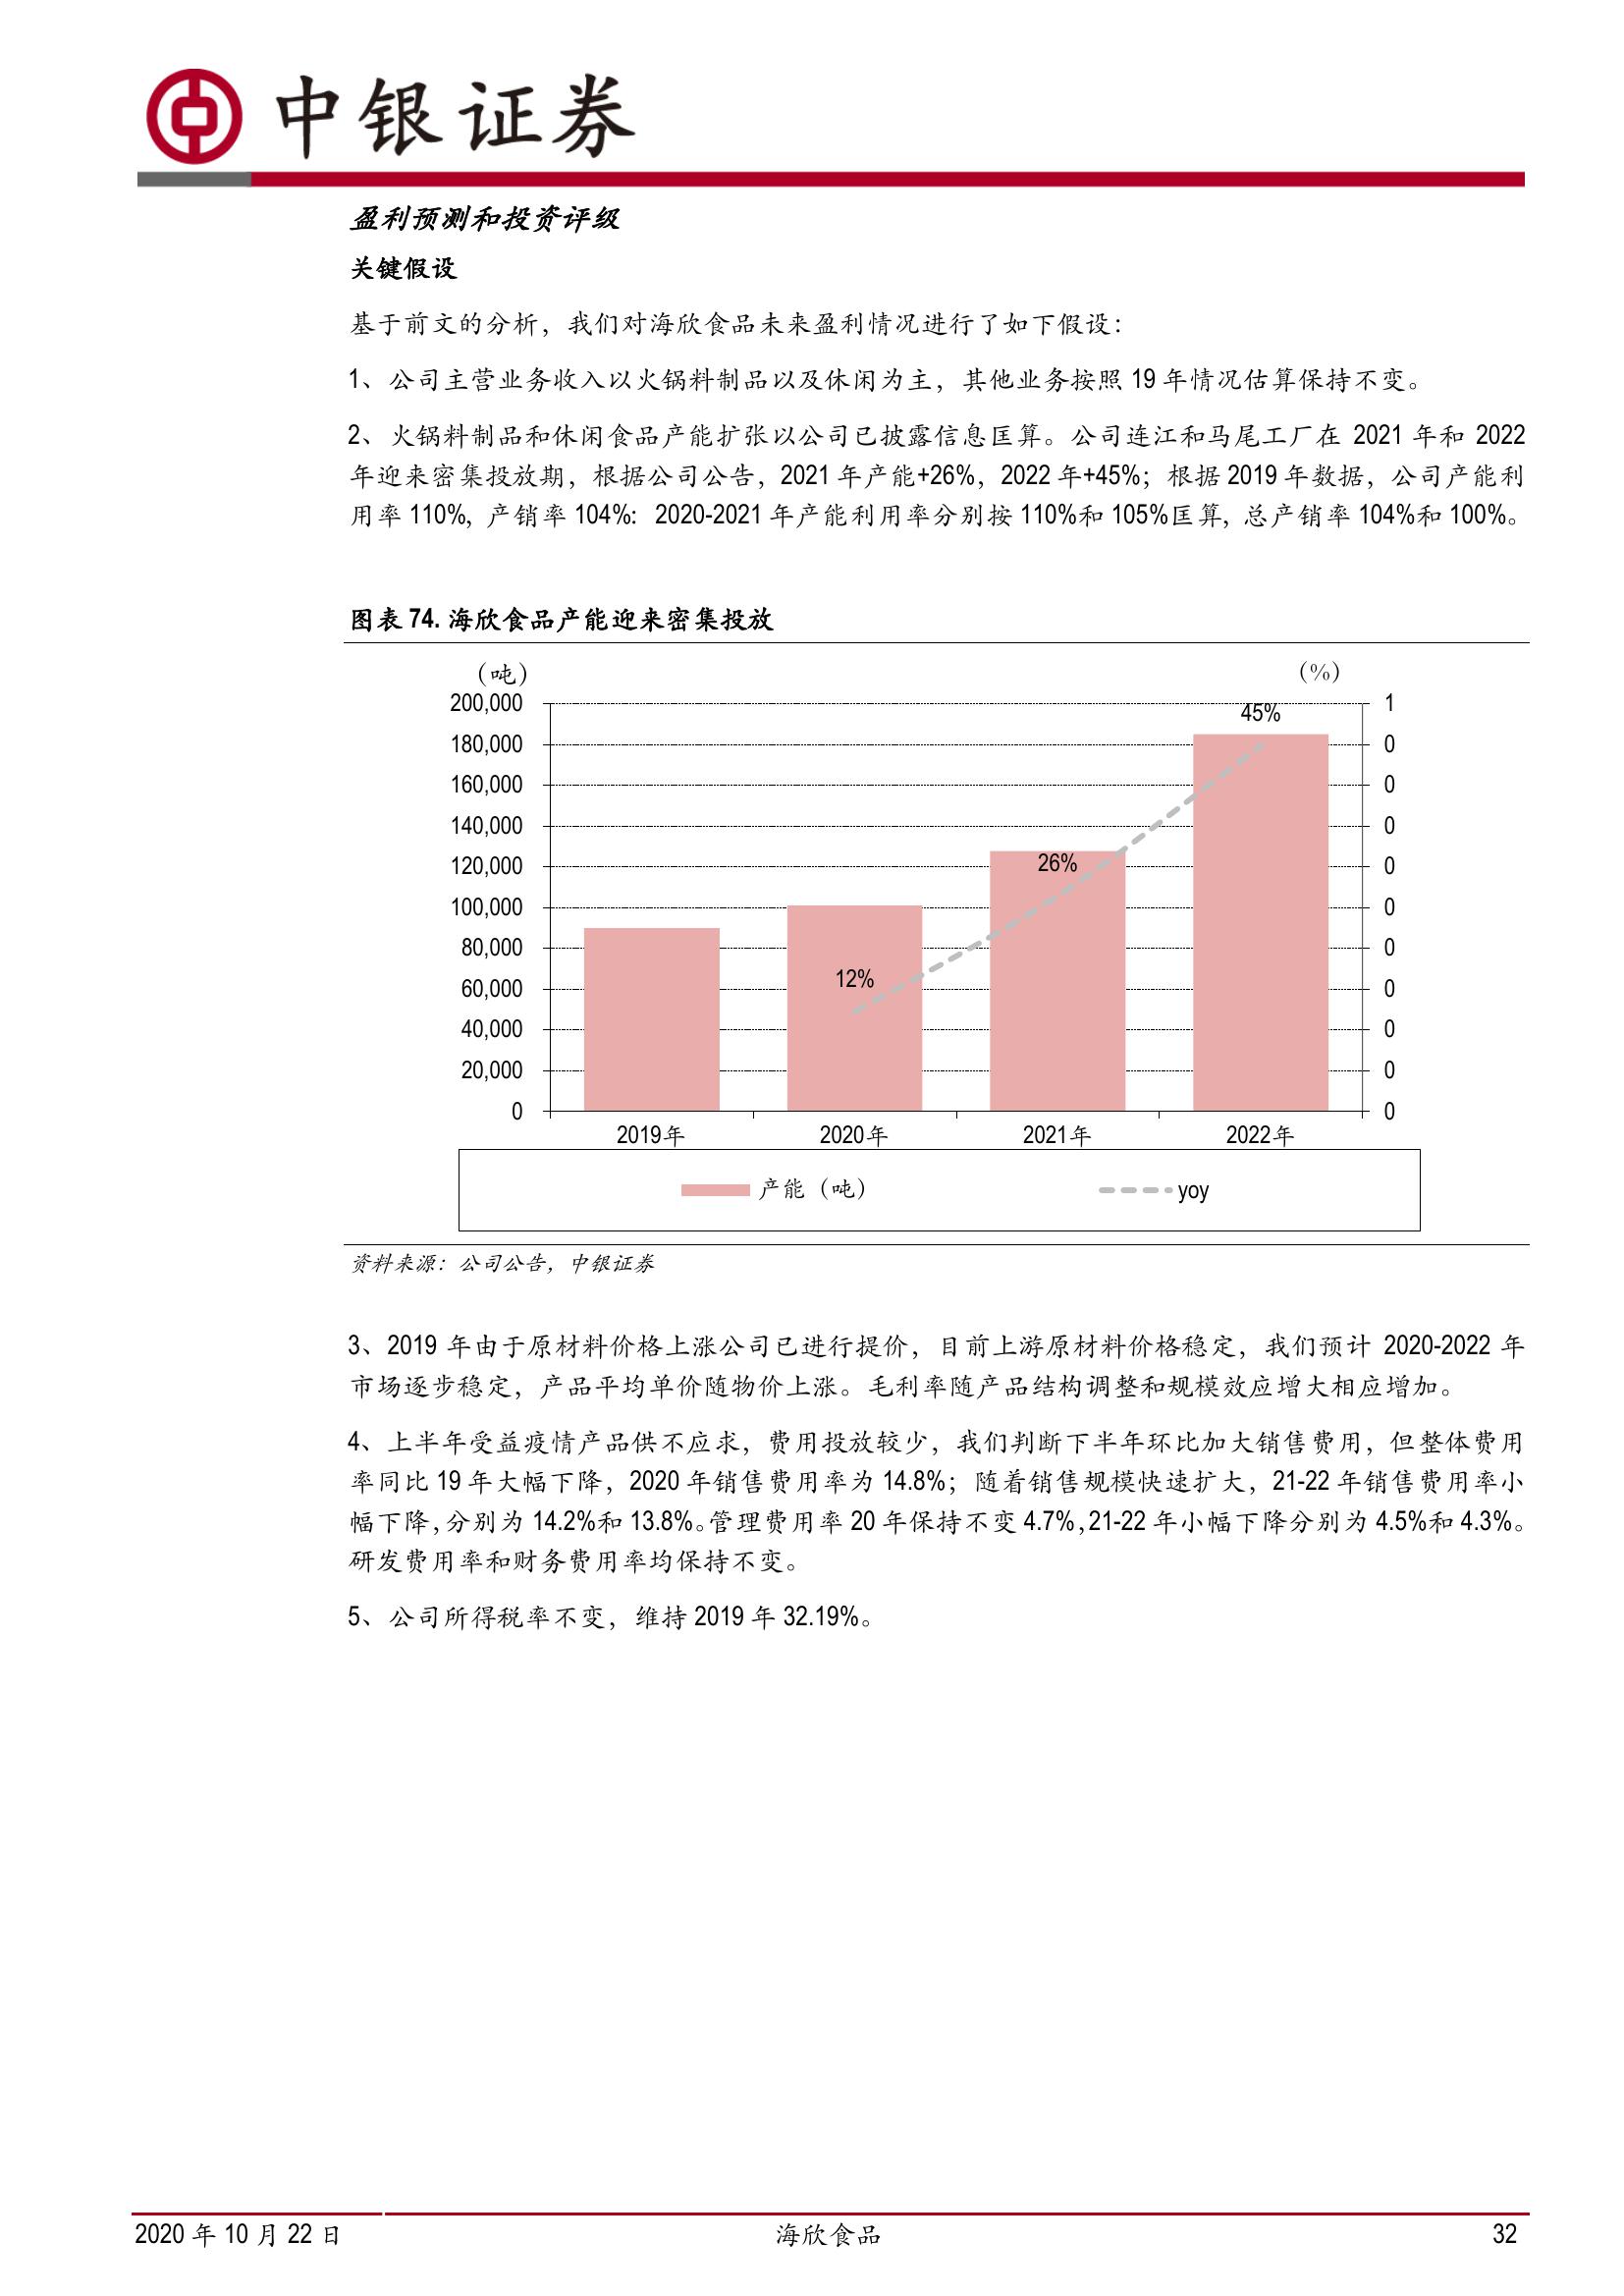 中银证券
盈利预测和投资评级
关键假设
基于前文的分析，我们对海欣食品未来盈利情况进行了如下假设：
1、公司主营业务收入以火锅料制品以及休闲为主，其他业务按照 19 年情况估算保持不变。
2、火锅料制品和休闲食品产能扩张以公司已披露信息匡算。公司连江和马尾工厂在 2021 年和 2022
年迎来密集投放期，根据公司公告，2021 年产能+26%，2022 年+45%；根据 2019 年数据，公司产能利
用率 110%，产销率 104%：2020-2021 年产能利用率分别按 110%和 105%匡算，总产销率 104%和 100%。
图表 74. 海欣食品产能迎来密集投放
（吨） （%）
200,000 1
45%
180,000 0
160,000 0
140,000 0
120,000 0
26%
100,000 0
80,000 0
12%
60,000 0
40,000 0
20,000 0
0 0
2019年 2020年 2021年 2022年
产能（吨） yoy
资料来源：公司公告，中银证券
3、2019 年由于原材料价格上涨公司已进行提价，目前上游原材料价格稳定，我们预计 2020-2022 年
市场逐步稳定，产品平均单价随物价上涨。毛利率随产品结构调整和规模效应增大相应增加。
4、上半年受益疫情产品供不应求，费用投放较少，我们判断下半年环比加大销售费用，但整体费用
率同比 19 年大幅下降，2020 年销售费用率为 14.8%；随着销售规模快速扩大，21-22 年销售费用率小
幅下降，分别为 14.2%和 13.8%。管理费用率 20 年保持不变 4.7%，21-22 年小幅下降分别为 4.5%和 4.3%。
研发费用率和财务费用率均保持不变。
5、公司所得税率不变，维持 2019 年 32.19%。
2020 年 10 月 22 日 海欣食品 32